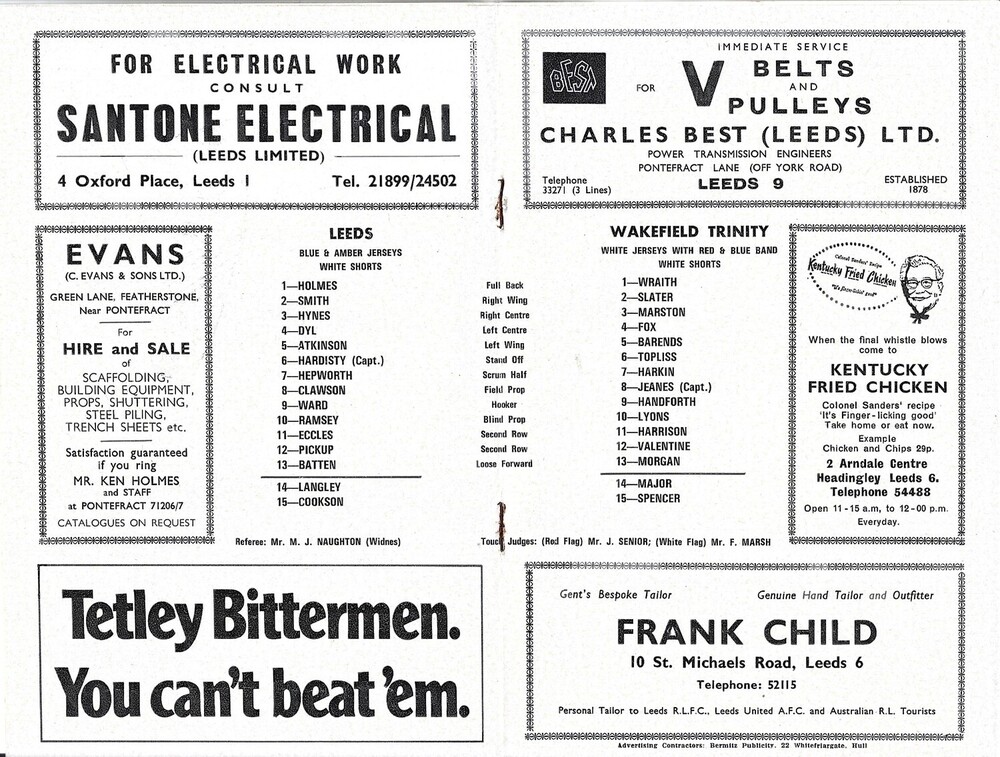 FOR ELECTRICAL WORK
CONSULT
SANTONE ELECTRICAL
(LEEDS LIMITED)
4 Oxford Place, Leeds 1 Tel. 21899/24502
BEST
IMMEDIATE SERVICE
FOR V BELTS
AND
PULLEYS
CHARLES BEST (LEEDS) LTD.
POWER TRANSMISSION ENGINEERS
PONTEFRACT LANE (OFF YORK ROAD)
Telephone
33271 (3 Lines)
LEEDS 9
ESTABLISHED
1878
EVANS
(C. EVANS & SONS LTD.)
GREEN LANE, FEATHERSTONE,
Near PONTEFRACT
For
HIRE and SALE
of
SCAFFOLDING,
BUILDING EQUIPMENT,
PROPS, SHUTTERING,
STEEL PILING,
TRENCH SHEETS etc.
Satisfaction guaranteed
if you ring
MR. KEN HOLMES
and STAFF
at PONTEFRACT 71206/7
CATALOGUES ON REQUEST
LEEDS
BLUE & AMBER JERSEYS
WHITE SHORTS
1—HOLMES
2—SMITH
3—HYNES
4—DYL
5—ATKINSON
6—HARDISTY (Capt.)
7—HEPWORTH
8—CLAWSON
9—WARD
10—RAMSEY
11—ECCLES
12—PICKUP
13—BATTEN
14—LANGLEY
15—COOKSON
Full Back
Right Wing
Right Centre
Left Centre
Left Wing
Stand Off
Scrum Half
Field Prop
Hooker
Blind Prop
Second Row
Second Row
Loose Forward
WAKEFIELD TRINITY
WHITE JERSEYS WITH RED & BLUE BAND
WHITE SHORTS
1—WRAITH
2—SLATER
3—MARSTON
4—FOX
5—BARENDS
6—TOPLISS
7—HARKIN
8—JEANES (Capt.)
9—HANDFORTH
10—LYONS
11—HARRISON
12—VALENTINE
13—MORGAN
14—MAJOR
15—SPENCER
Referee: Mr. M. J. NAUGHTON (Widnes)
Touch Judges: (Red Flag) Mr. J. SENIOR; (White Flag) Mr. F. MARSH
Colonel Sanders' Recipe
Kentucky Fried Chicken
"It's finger-lickin' good"
When the final whistle blows
come to
KENTUCKY
FRIED CHICKEN
Colonel Sanders' recipe
'It's Finger-licking good'
Take home or eat now.
Example
Chicken and Chips 29p.
2 Arndale Centre
Headingley Leeds 6.
Telephone 54488
Open 11-15 a.m, to 12-00 p.m.
Everyday.
Tetley Bittermen.
You can't beat 'em.
Gent's Bespoke Tailor Genuine Hand Tailor and Outfitter
FRANK CHILD
10 St. Michaels Road, Leeds 6
Telephone: 52115
Personal Tailor to Leeds R.L.F.C., Leeds United A.F.C. and Australian R.L. Tourists
Advertising Contractors: Bermitz Publicity. 22 Whitefriargate. Hull